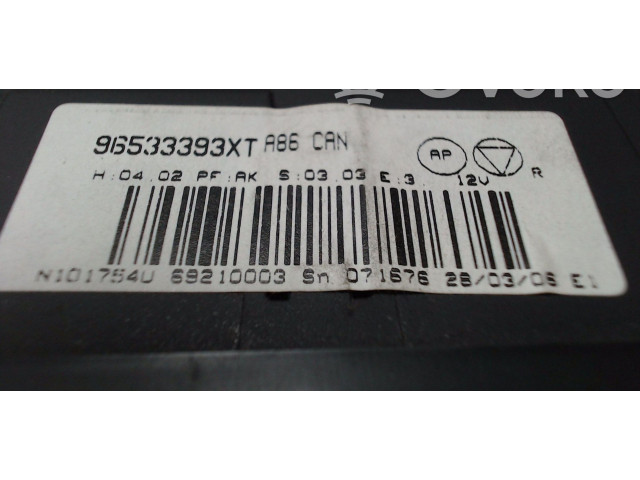 96533393XT A86 CAN AP
H:04.02 PF:AK S:03.03 E:3. 12V R
N101754U 69210003 Sn 071676 28/03/06 E1